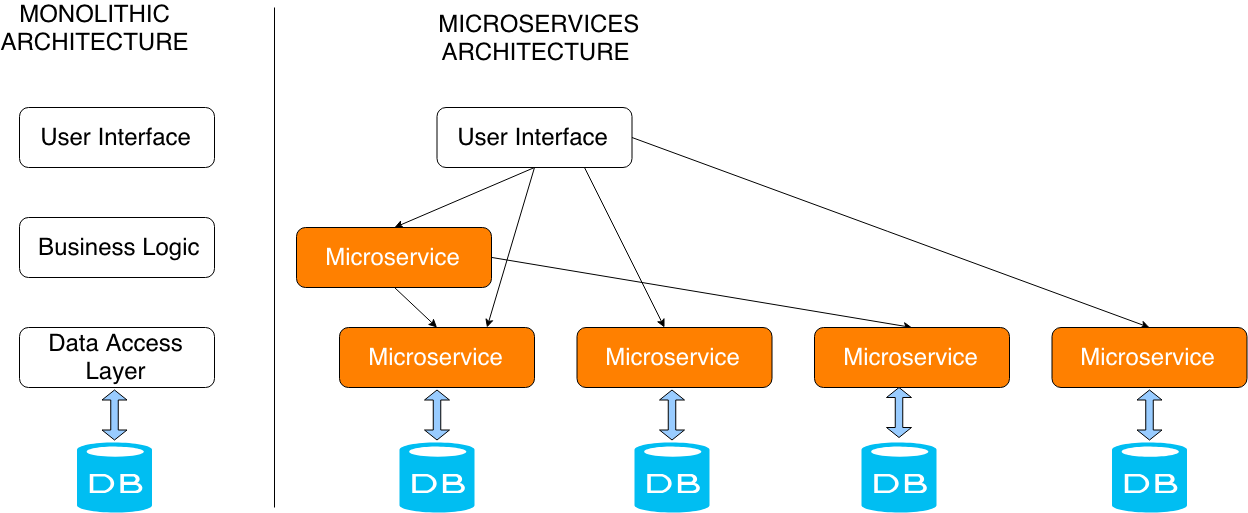 MONOLITHIC
ARCHITECTURE
User Interface
Business Logic
Data Access
Layer
DB
MICROSERVICES
ARCHITECTURE
User Interface
Microservice
Microservice
Microservice
Microservice
Microservice
DB
DB
DB
DB